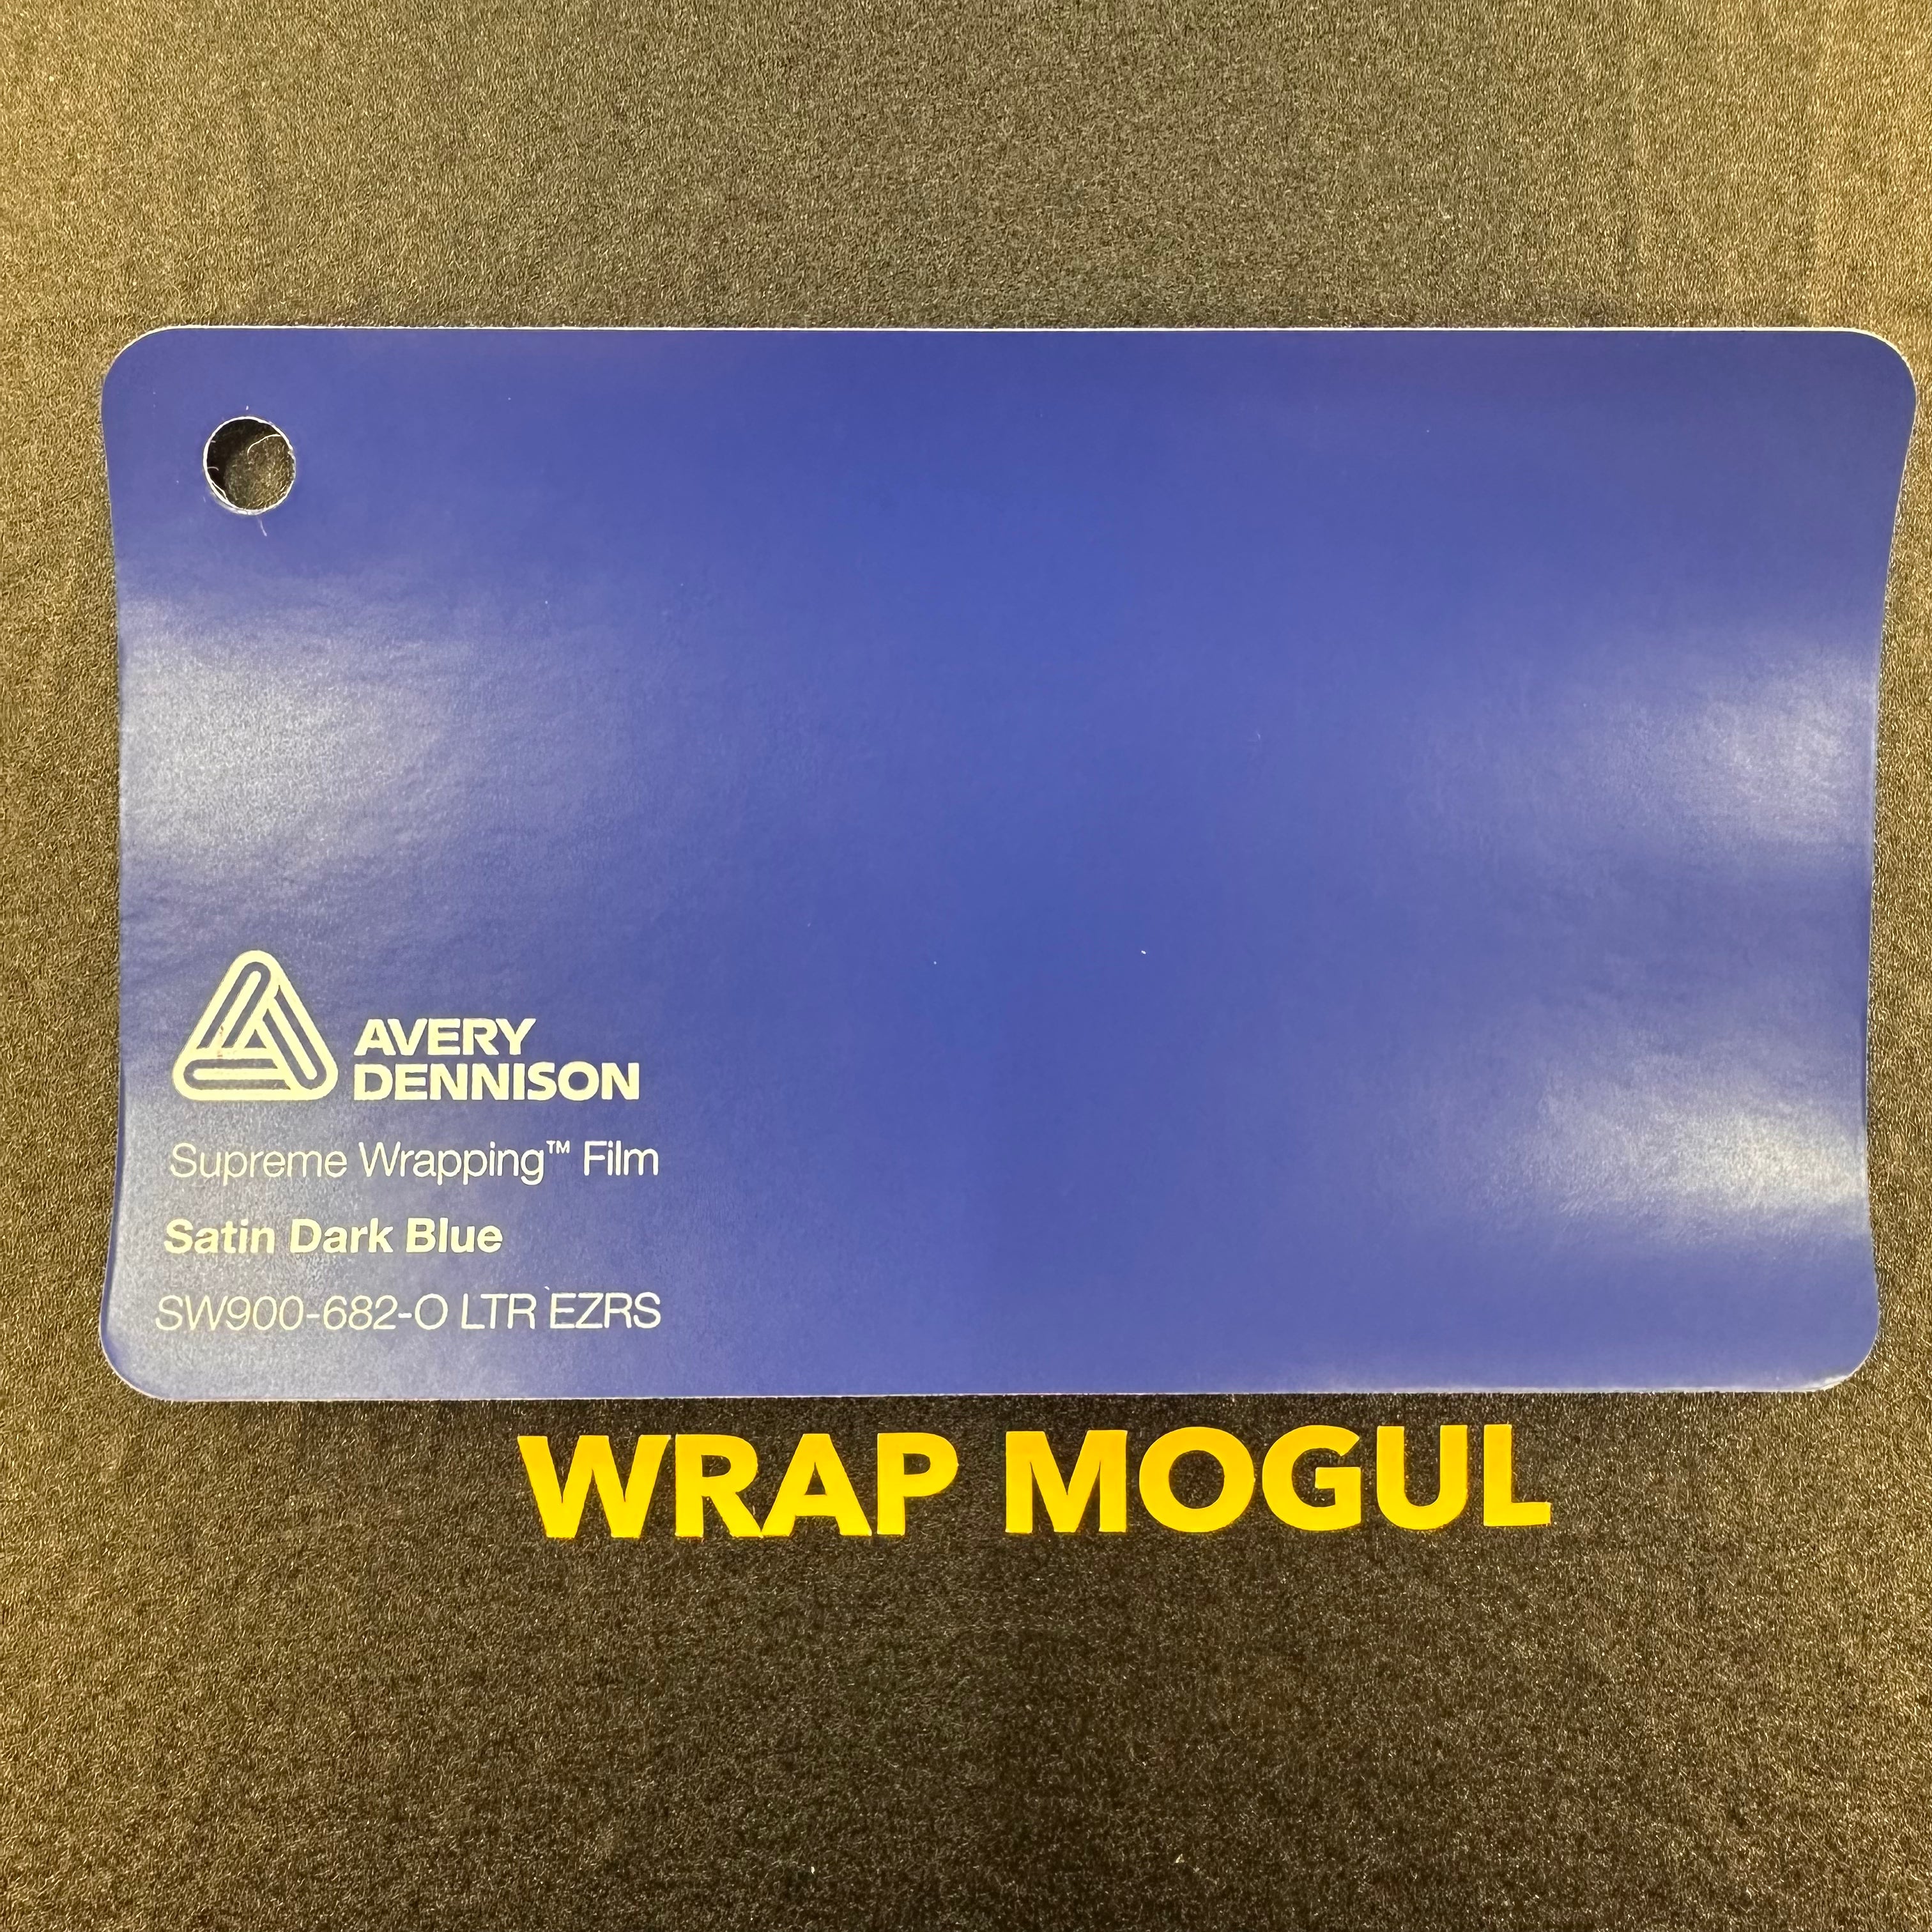 AVERY
DENNISON
Supreme Wrapping™ Film
Satin Dark Blue
SW900-682-O LTR EZRS
WRAP MOGUL